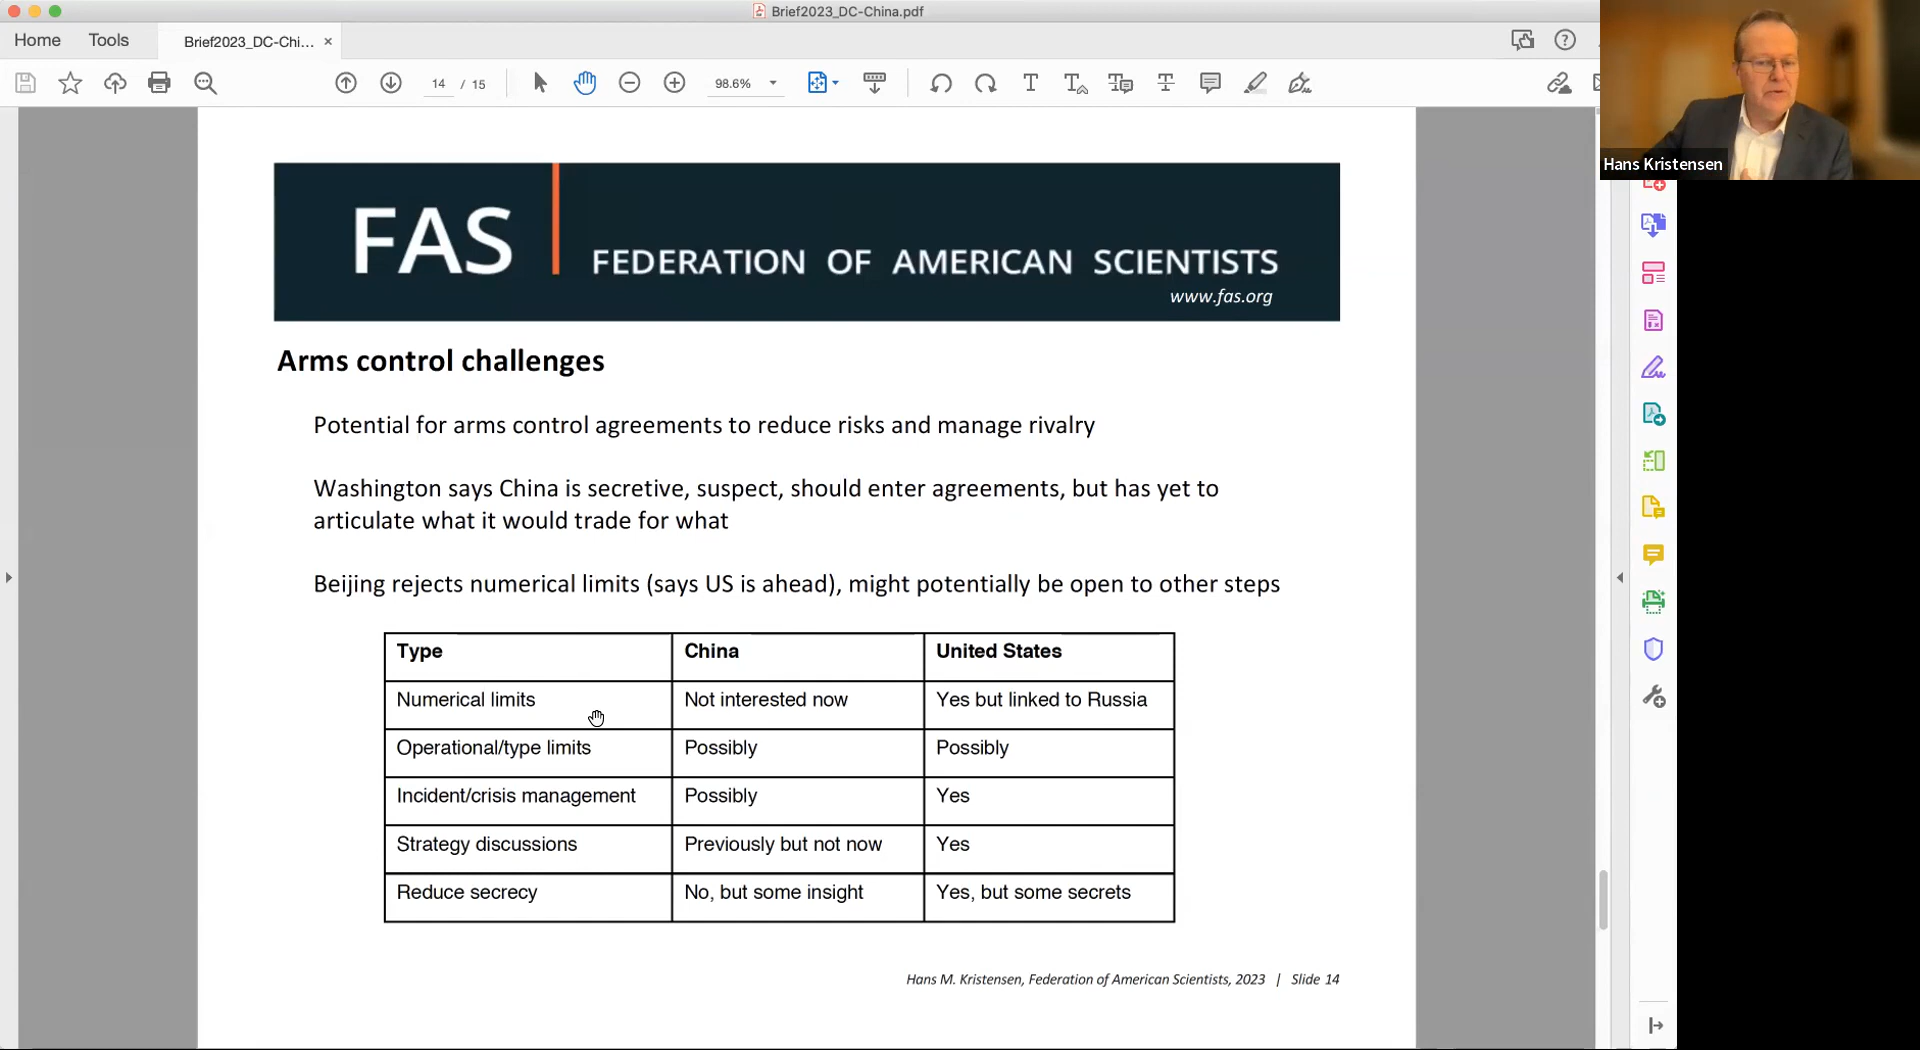 Brief2023_DC-China.pdf
Home Tools Brief2023_DC-Chi... ×
14 / 15 98.6%
Hans Kristensen
FAS
FEDERATION OF AMERICAN SCIENTISTS
www.fas.org
Arms control challenges
Potential for arms control agreements to reduce risks and manage rivalry
Washington says China is secretive, suspect, should enter agreements, but has yet to
articulate what it would trade for what
Beijing rejects numerical limits (says US is ahead), might potentially be open to other steps
Type China United States
Numerical limits Not interested now Yes but linked to Russia
Operational/type limits Possibly Possibly
Incident/crisis management Possibly Yes
Strategy discussions Previously but not now Yes
Reduce secrecy No, but some insight Yes, but some secrets
Hans M. Kristensen, Federation of American Scientists, 2023 | Slide 14